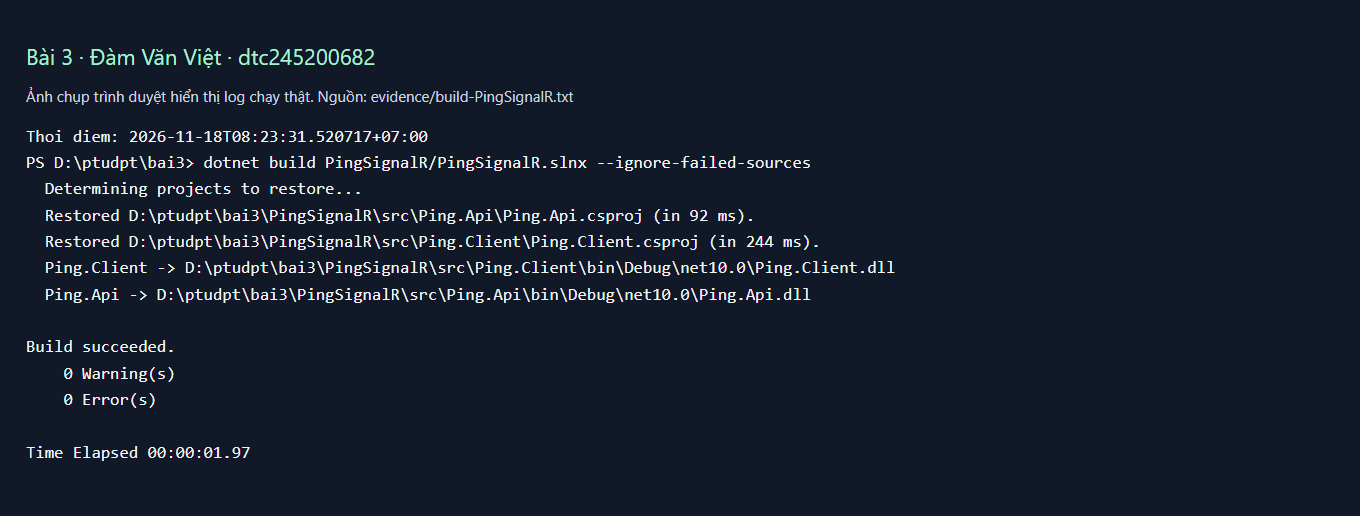 Bài 3 · Đàm Văn Việt · dtc245200682
Ảnh chụp trình duyệt hiển thị log chạy thật. Nguồn: evidence/build-PingSignalR.txt
Thoi diem: 2026-11-18T08:23:31.520717+07:00
PS D:\ptudpt\bai3> dotnet build PingSignalR/PingSignalR.slnx --ignore-failed-sources
  Determining projects to restore...
  Restored D:\ptudpt\bai3\PingSignalR\src\Ping.Api\Ping.Api.csproj (in 92 ms).
  Restored D:\ptudpt\bai3\PingSignalR\src\Ping.Client\Ping.Client.csproj (in 244 ms).
  Ping.Client -> D:\ptudpt\bai3\PingSignalR\src\Ping.Client\bin\Debug\net10.0\Ping.Client.dll
  Ping.Api -> D:\ptudpt\bai3\PingSignalR\src\Ping.Api\bin\Debug\net10.0\Ping.Api.dll
Build succeeded.
    0 Warning(s)
    0 Error(s)
Time Elapsed 00:00:01.97